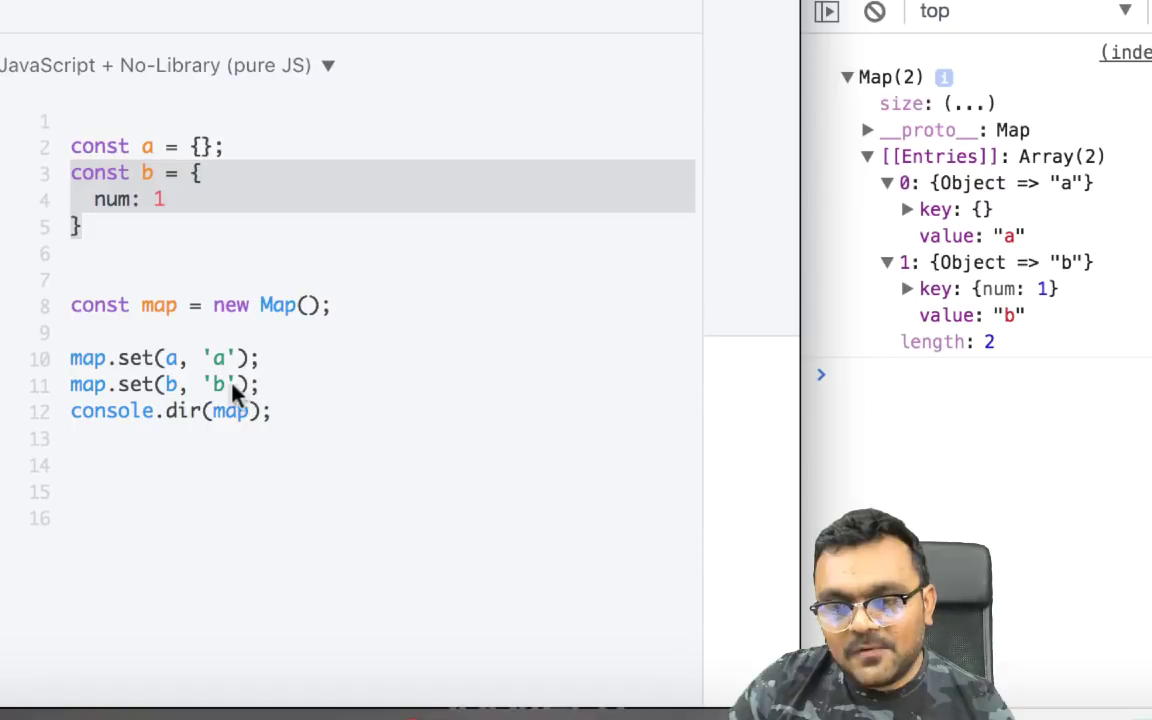 JavaScript + No-Library (pure JS) ▼
1
2 const a = {};
3 const b = {
4 num: 1
5 }
6
7
8 const map = new Map();
9
10 map.set(a, 'a');
11 map.set(b, 'b');
12 console.dir(map);
13
14
15
16
top ▼
(inde
▼Map(2) i
size: (...)
▶__proto__: Map
▼[[Entries]]: Array(2)
▼0: {Object => "a"}
▶key: {}
value: "a"
▼1: {Object => "b"}
▶key: {num: 1}
value: "b"
length: 2
>